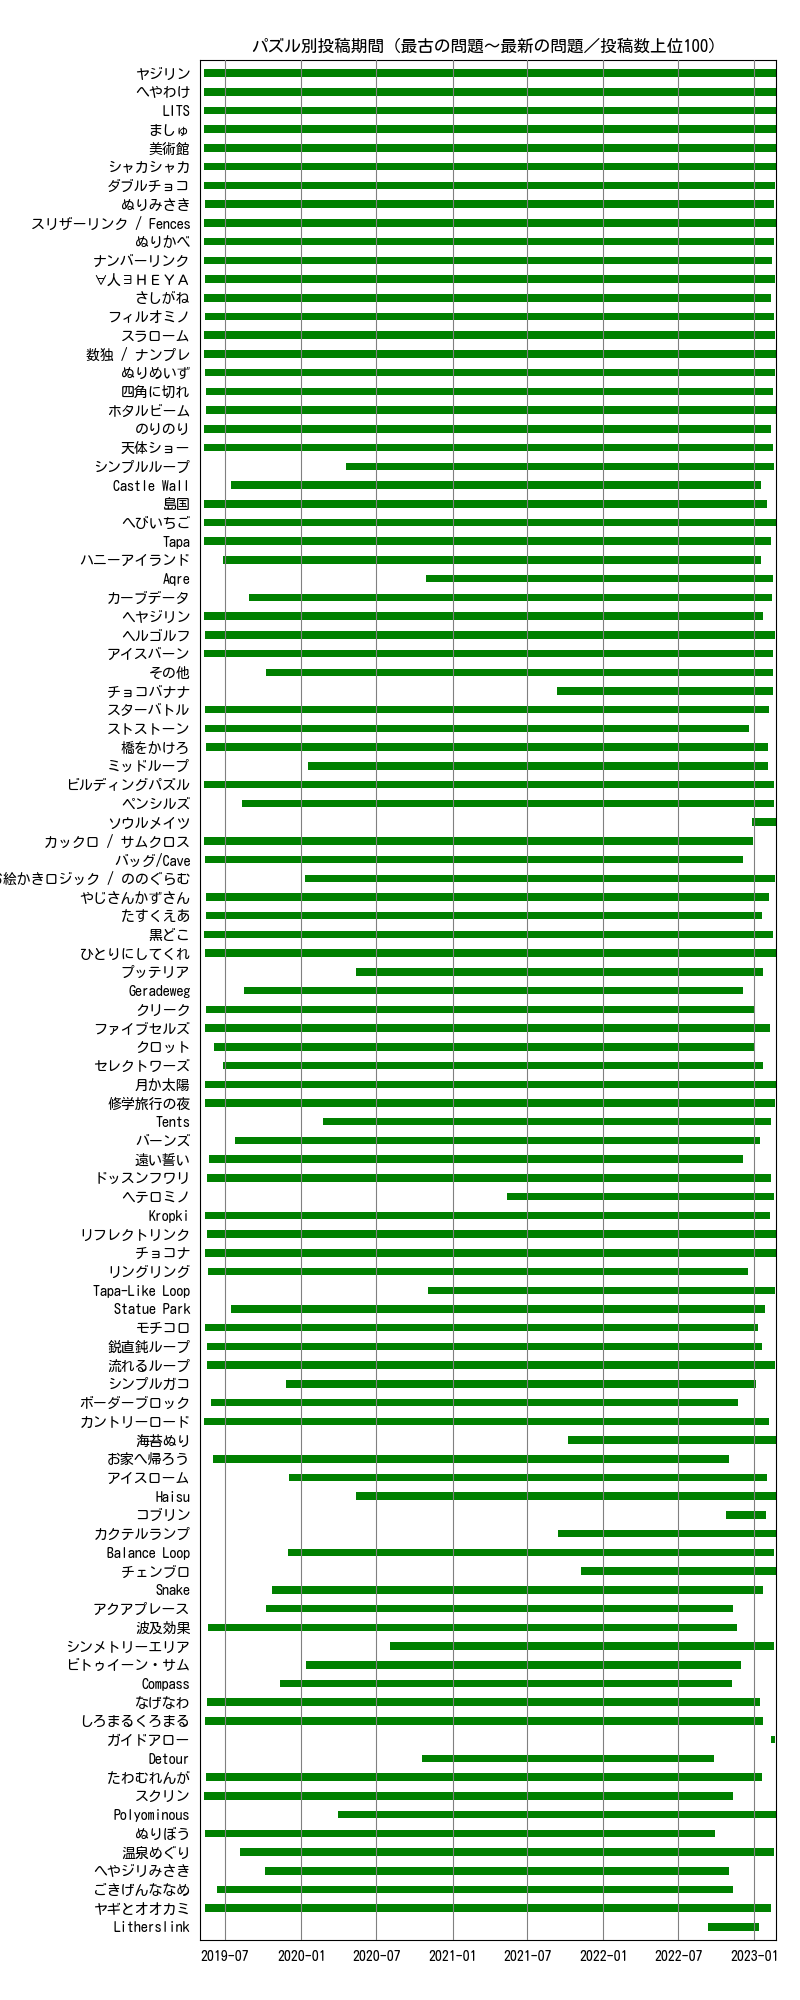 パズル別投稿期間（最古の問題～最新の問題／投稿数上位100）
ヤジリン
へやわけ
LITS
ましゅ
美術館
シャカシャカ
ダブルチョコ
ぬりみさき
スリザーリンク / Fences
ぬりかべ
ナンバーリンク
∀人∃ＨＥＹＡ
さしがね
フィルオミノ
スラローム
数独 / ナンプレ
ぬりめいず
四角に切れ
ホタルビーム
のりのり
天体ショー
シンプルループ
Castle Wall
島国
へびいちご
Tapa
ハニーアイランド
Aqre
カーブデータ
ヘヤジリン
ヘルゴルフ
アイスバーン
その他
チョコバナナ
スターバトル
ストストーン
橋をかけろ
ミッドループ
ビルディングパズル
ペンシルズ
ソウルメイツ
カックロ / サムクロス
バッグ/Cave
絵かきロジック / ののぐらむ
やじさんかずさん
たすくえあ
黒どこ
ひとりにしてくれ
プッテリア
Geradeweg
クリーク
ファイブセルズ
クロット
セレクトワーズ
月か太陽
修学旅行の夜
Tents
バーンズ
遠い誓い
ドッスンフワリ
ヘテロミノ
Kropki
リフレクトリンク
チョコナ
リングリング
Tapa-Like Loop
Statue Park
モチコロ
鋭直鈍ループ
流れるループ
シンプルガコ
ボーダーブロック
カントリーロード
海苔ぬり
お家へ帰ろう
アイスローム
Haisu
コブリン
カクテルランプ
Balance Loop
チェンブロ
Snake
アクアプレース
波及効果
シンメトリーエリア
ビトゥイーン・サム
Compass
なげなわ
しろまるくろまる
ガイドアロー
Detour
たわむれんが
スクリン
Polyominous
ぬりぼう
温泉めぐり
へやジリみさき
ごきげんななめ
ヤギとオオカミ
Litherslink
2019-07 2020-01 2020-07 2021-01 2021-07 2022-01 2022-07 2023-01